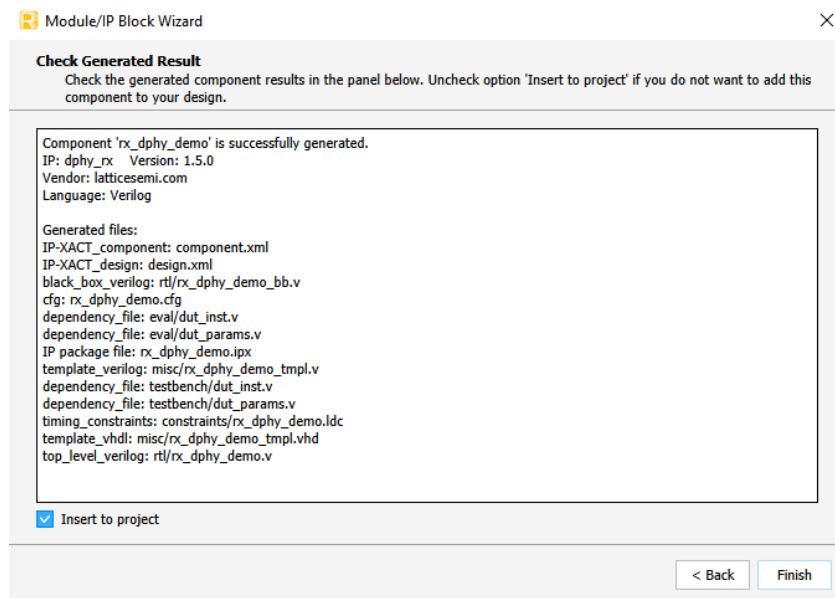 Module/IP Block Wizard
Check Generated Result
Check the generated component results in the panel below. Uncheck option 'Insert to project' if you do not want to add this
component to your design.
Component 'rx_dphy_demo' is successfully generated.
IP: dphy_rx Version: 1.5.0
Vendor: latticesemi.com
Language: Verilog
Generated files:
IP-XACT_component: component.xml
IP-XACT_design: design.xml
black_box_verilog: rtl/rx_dphy_demo_bb.v
cfg: rx_dphy_demo.cfg
dependency_file: eval/dut_inst.v
dependency_file: eval/dut_params.v
IP package file: rx_dphy_demo.ipx
template_verilog: misc/rx_dphy_demo_tmpl.v
dependency_file: testbench/dut_inst.v
dependency_file: testbench/dut_params.v
timing_constraints: constraints/rx_dphy_demo.ldc
template_vhdl: misc/rx_dphy_demo_tmpl.vhd
top_level_verilog: rtl/rx_dphy_demo.v
Insert to project
< Back Finish